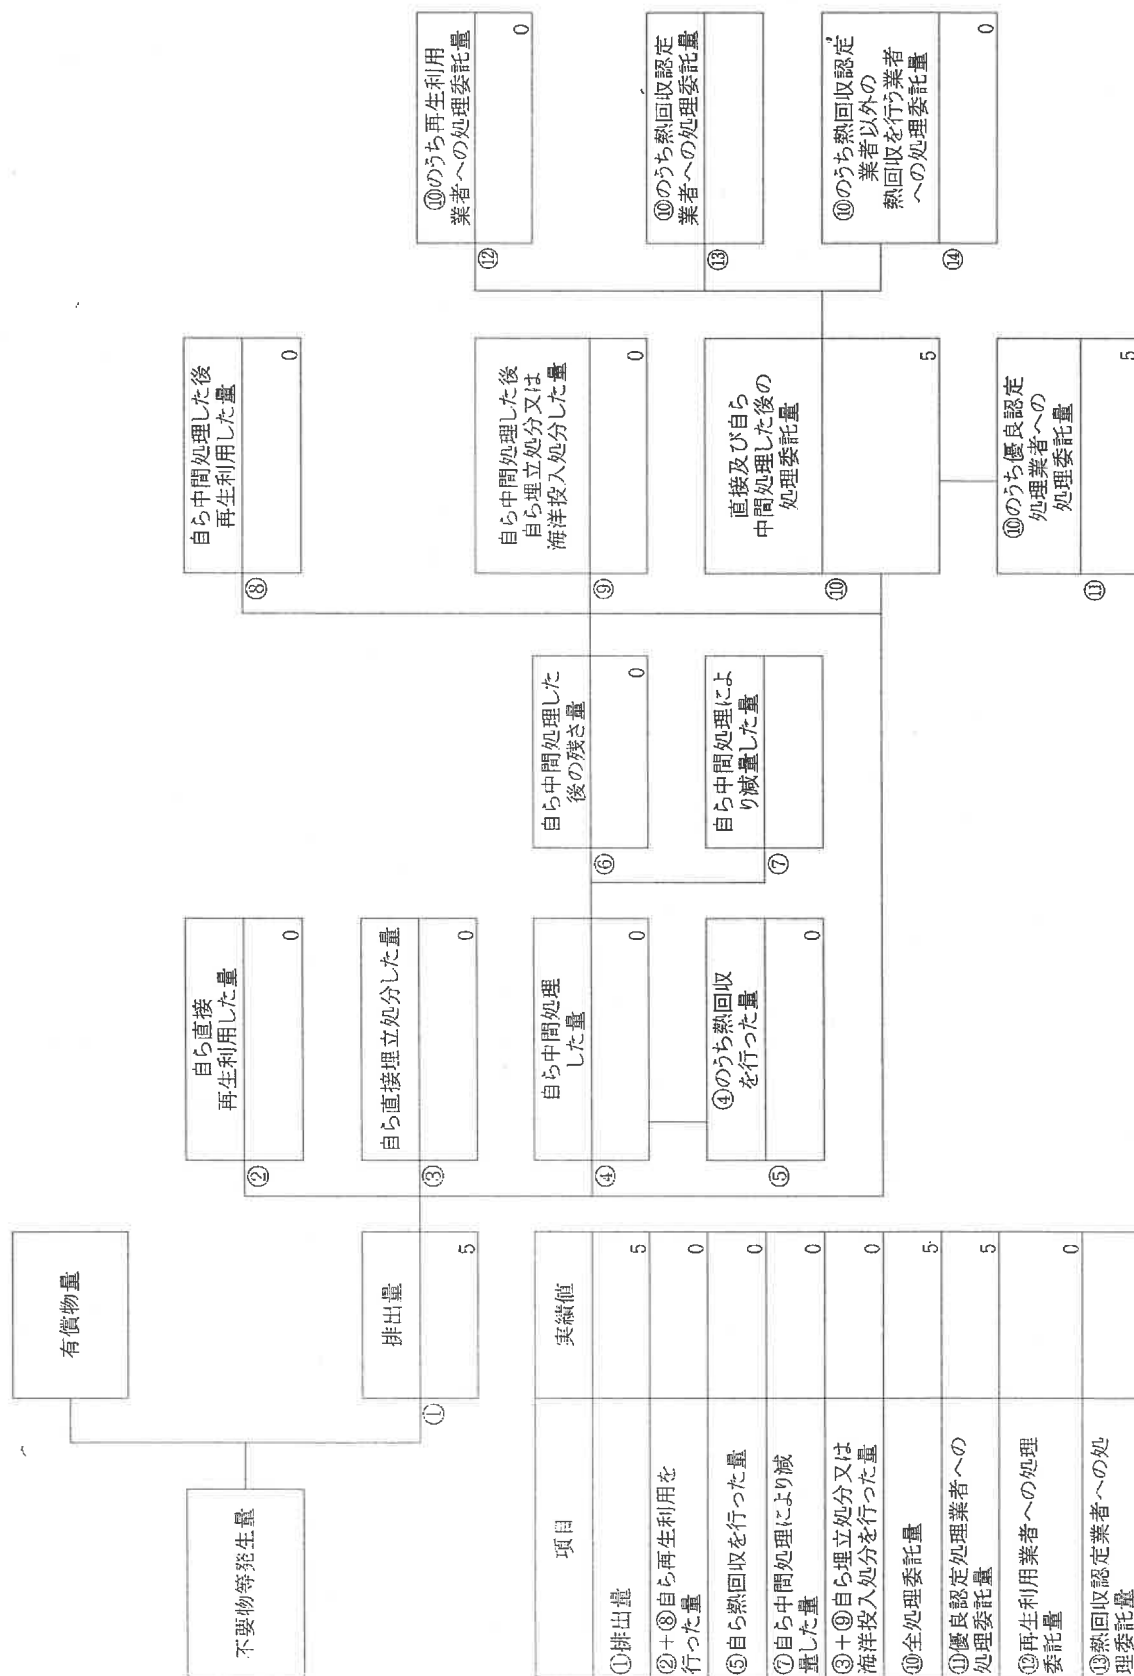 不要物等発生量
有償物量
①
排出量
5
②
自ら直接
再生利用した量
0
③
自ら直接埋立処分した量
0
④
自ら中間処理
した量
0
⑤
④のうち熱回収
を行った量
0
⑥
自ら中間処理した
後の残さ量
0
⑦
自ら中間処理によ
り減量した量
⑧
自ら中間処理した後
再生利用した量
0
⑨
自ら中間処理した後
自ら埋立処分又は
海洋投入処分した量
0
⑩
直接及び自ら
中間処理した後の
処理委託量
5
⑪
⑩のうち優良認定
処理業者への
処理委託量
5
⑫
⑩のうち再生利用
業者への処理委託量
0
⑬
⑩のうち熱回収認定
業者への処理委託量
⑭
⑩のうち熱回収認定
業者以外の
熱回収を行う業者
への処理委託量
0
項目
実績値
①排出量
5
②+⑧自ら再生利用を
行った量
0
⑤自ら熱回収を行った量
0
⑦自ら中間処理により減
量した量
0
③+⑨自ら埋立処分又は
海洋投入処分を行った量
0
⑩全処理委託量
5
⑪優良認定処理業者への
処理委託量
5
⑫再生利用業者への処理
委託量
0
⑬熱回収認定業者への処
理委託量